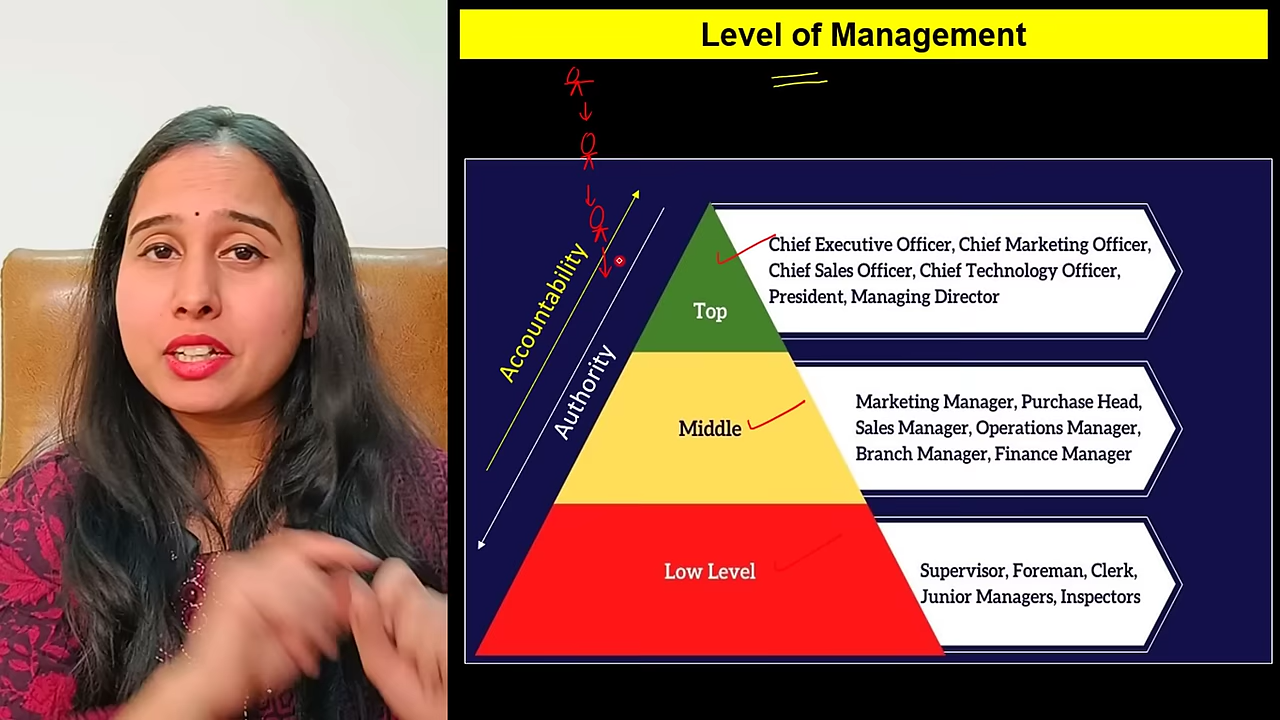 Level of Management
Accountability
Authority
Top
Chief Executive Officer, Chief Marketing Officer,
Chief Sales Officer, Chief Technology Officer,
President, Managing Director
Middle
Marketing Manager, Purchase Head,
Sales Manager, Operations Manager,
Branch Manager, Finance Manager
Low Level
Supervisor, Foreman, Clerk,
Junior Managers, Inspectors